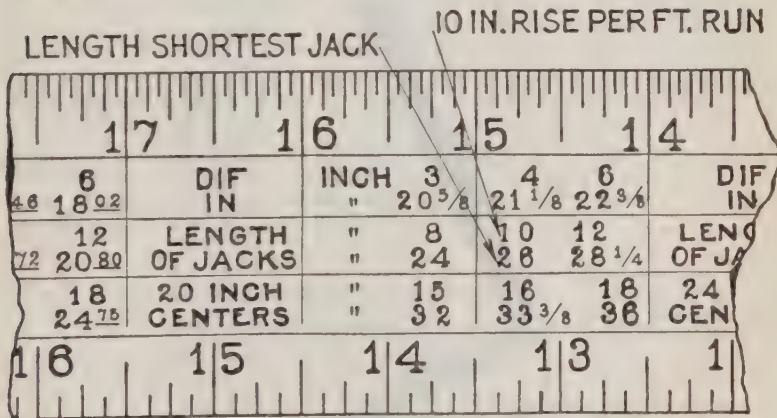 10 IN. RISE PER FT. RUN
LENGTH SHORTEST JACK
17 16 15 14
6 DIF INCH 3 4 6 DIF
46 18 02 IN " 20 5/8 21 1/8 22 3/8 IN
12 LENGTH " 8 10 12 LENG
72 20 80 OF JACKS " 24 26 28 1/4 OF JA
18 20 INCH " 15 16 18 24
24 75 CENTERS " 32 33 3/8 36 CEN
16 15 14 13 1